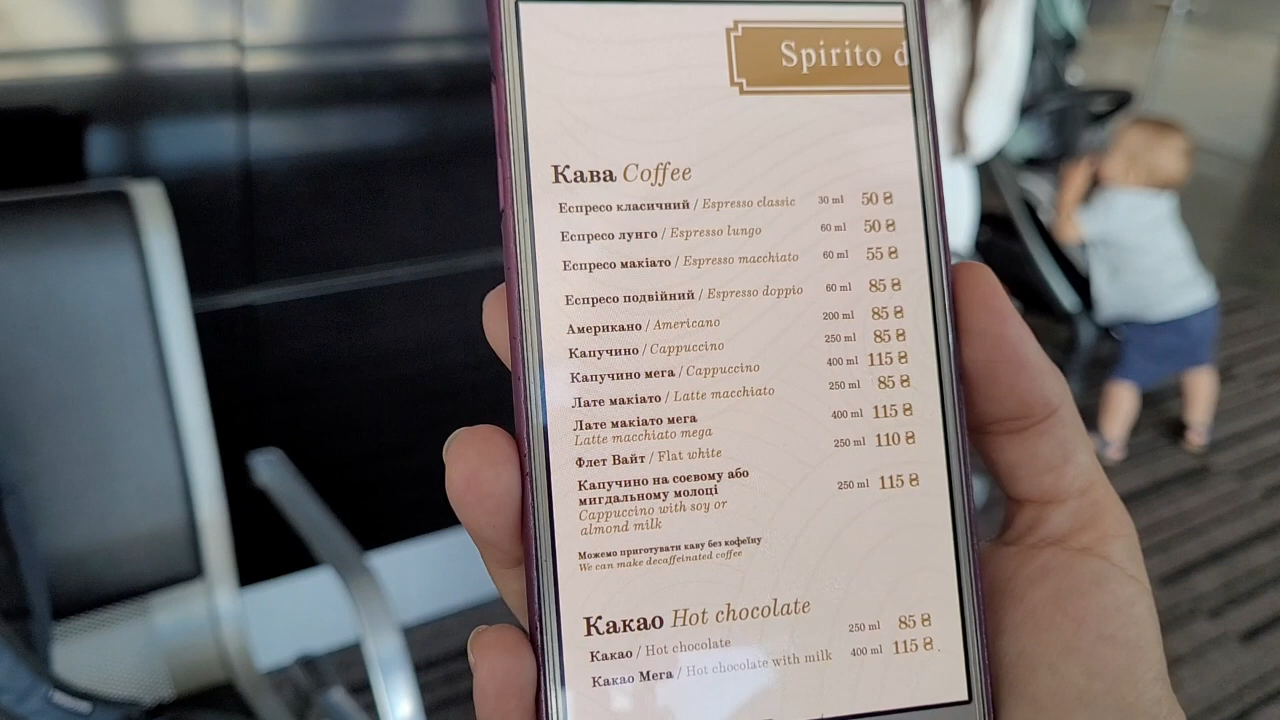 Spirito d
Кава Coffee
Еспресо класичний / Espresso classic 30 ml 50 ₴
Еспресо лунго / Espresso lungo 60 ml 50 ₴
Еспресо макіато / Espresso macchiato 60 ml 55 ₴
Еспресо подвійний / Espresso doppio 60 ml 85 ₴
Американо / Americano 200 ml 85 ₴
Капучино / Cappuccino 250 ml 85 ₴
Капучино мега / Cappuccino 400 ml 115 ₴
Лате макіато / Latte macchiato 250 ml 85 ₴
Лате макіато мега 400 ml 115 ₴
Latte macchiato mega
Флет Вайт / Flat white 250 ml 110 ₴
Капучино на соєвому або 250 ml 115 ₴
мигдальному молоці
Cappuccino with soy or
almond milk
Можемо приготувати каву без кофеїну
We can make decaffeinated coffee
Какао Hot chocolate
Какао / Hot chocolate 250 ml 85 ₴
Какао Мега / Hot chocolate with milk 400 ml 115 ₴.